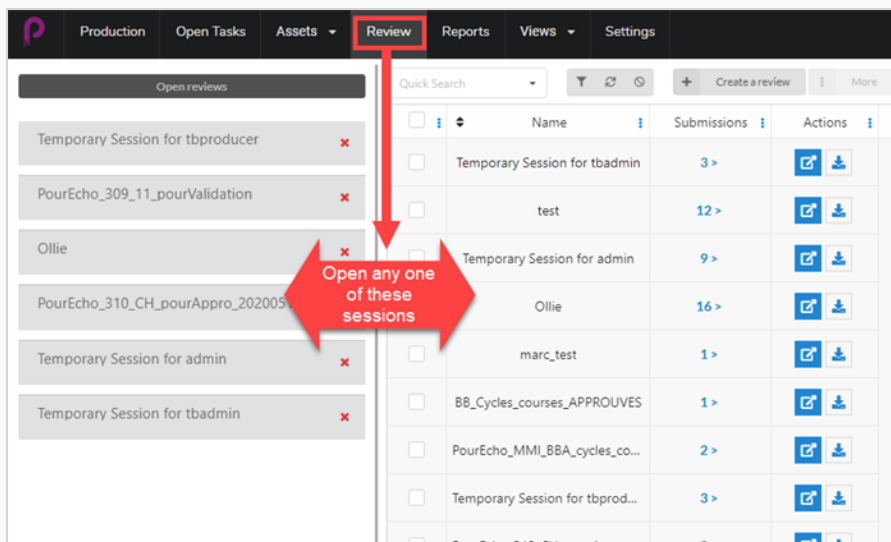 Production Open Tasks Assets Review Reports Views Settings
Open reviews
Temporary Session for tbproducer
PourEcho_309_11_pourValidation
Ollie
PourEcho_310_CH_pourAppro_202005
Temporary Session for admin
Temporary Session for tbadmin
Open any one
of these
sessions
Quick Search + Create a review More
Name Submissions Actions
Temporary Session for tbadmin 3 >
test 12 >
Temporary Session for admin 9 >
Ollie 16 >
marc_test 1 >
BB_Cycles_courses_APPROUVES 1 >
PourEcho_MMI_BBA_cycles_co... 2 >
Temporary Session for tbprod... 3 >